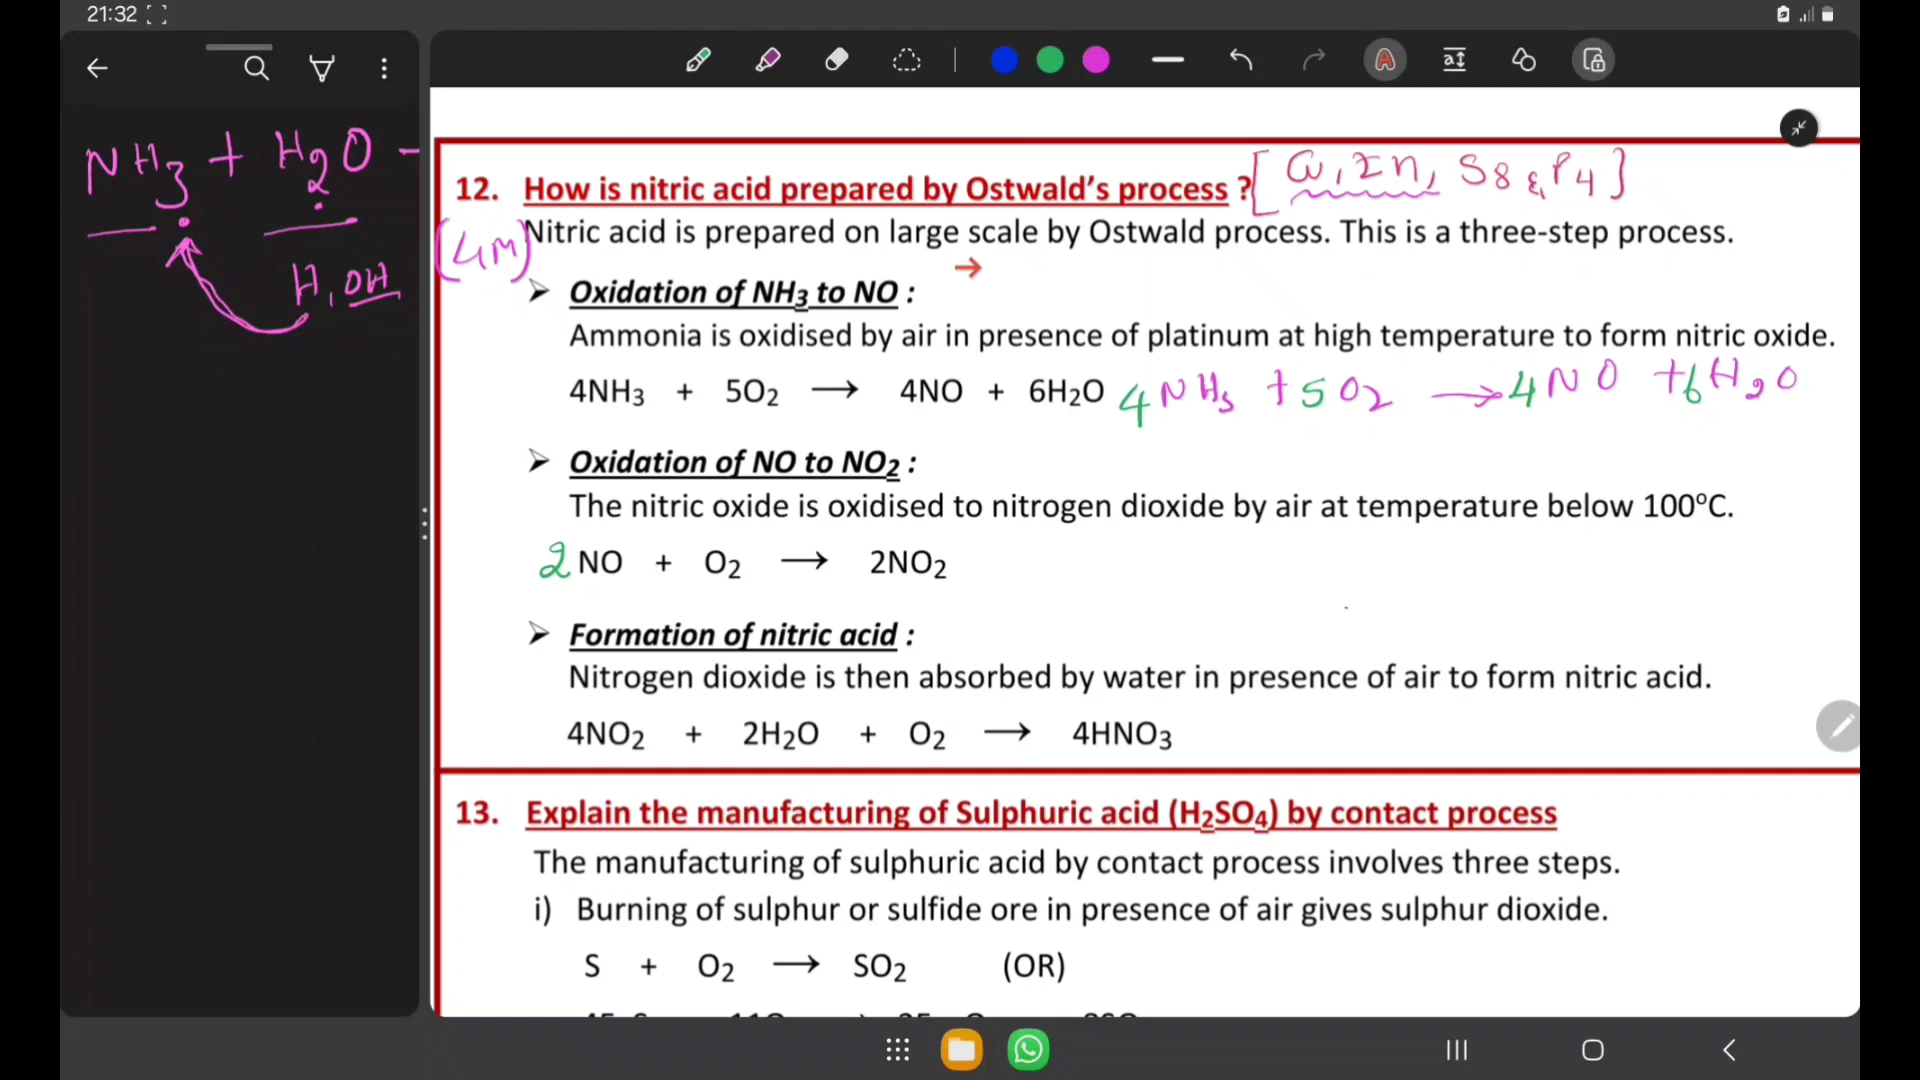 21:32
NH3 + H2O -
H, OH
12. How is nitric acid prepared by Ostwald's process ? [Cu, Zn, S8 & P4]
(4M) Nitric acid is prepared on large scale by Ostwald process. This is a three-step process.
→
➢ Oxidation of NH3 to NO :
Ammonia is oxidised by air in presence of platinum at high temperature to form nitric oxide.
4NH3 + 5O2 → 4NO + 6H2O 4NH3 + 5O2 → 4NO + 6H2O
➢ Oxidation of NO to NO2 :
The nitric oxide is oxidised to nitrogen dioxide by air at temperature below 100°C.
2NO + O2 → 2NO2
➢ Formation of nitric acid :
Nitrogen dioxide is then absorbed by water in presence of air to form nitric acid.
4NO2 + 2H2O + O2 → 4HNO3
13. Explain the manufacturing of Sulphuric acid (H2SO4) by contact process
The manufacturing of sulphuric acid by contact process involves three steps.
i) Burning of sulphur or sulfide ore in presence of air gives sulphur dioxide.
S + O2 → SO2 (OR)